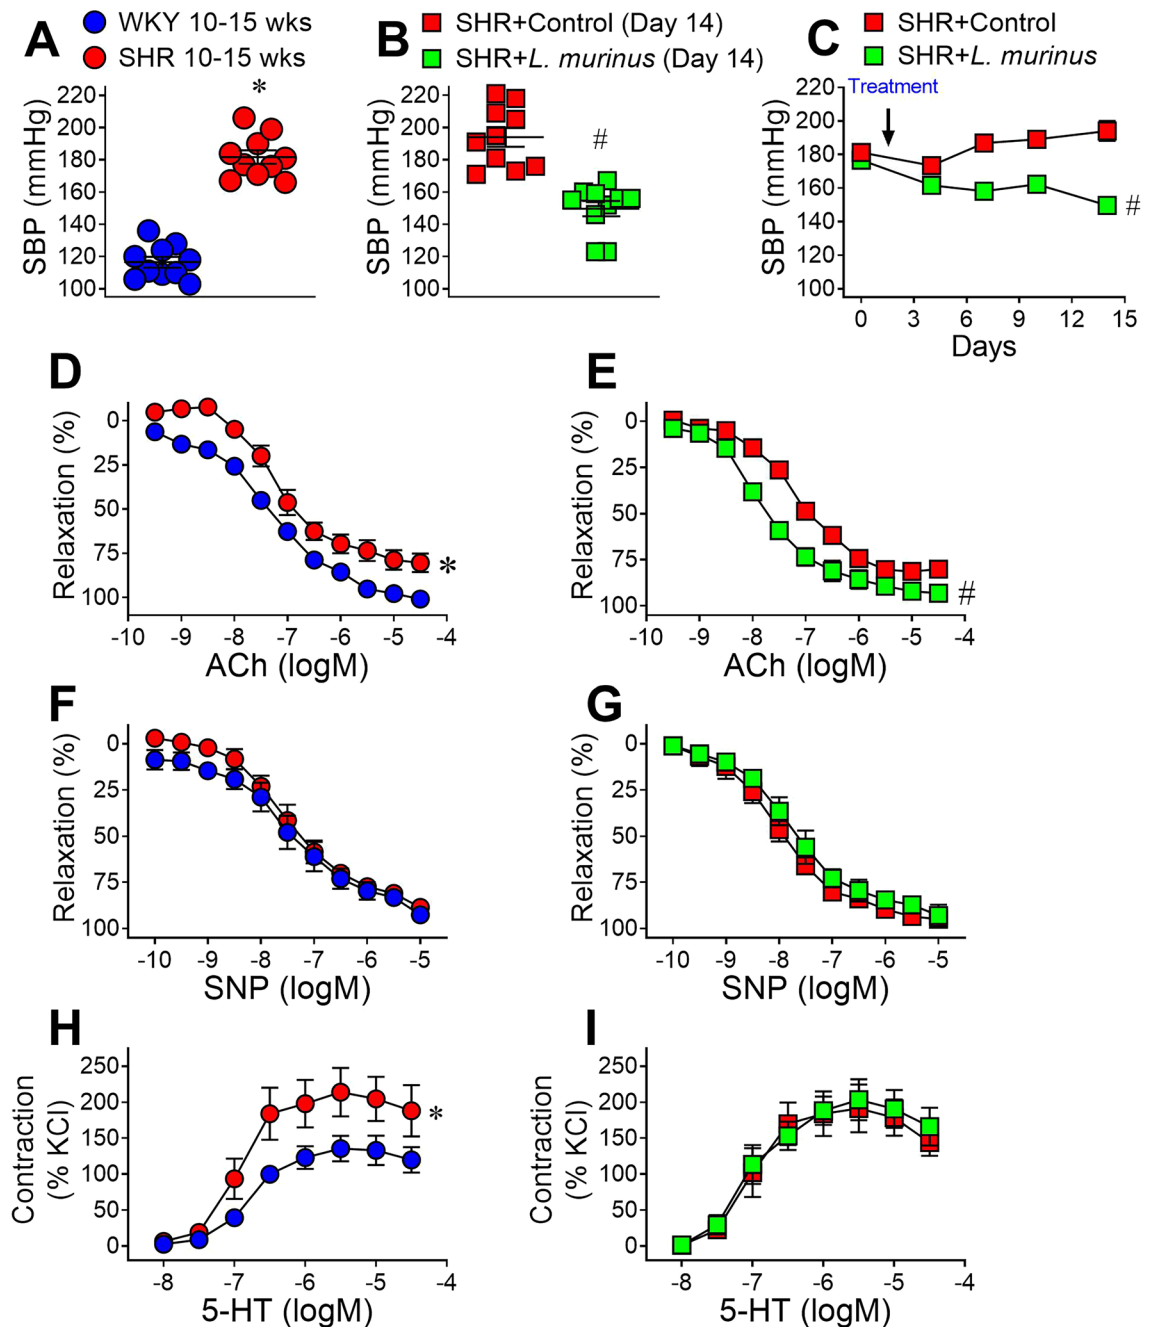 A
WKY 10-15 wks
SHR 10-15 wks
*
SBP (mmHg)
220
200
180
160
140
120
100
B
SHR+Control (Day 14)
SHR+L. murinus (Day 14)
#
SBP (mmHg)
220
200
180
160
140
120
100
C
SHR+Control
SHR+L. murinus
Treatment
#
SBP (mmHg)
220
200
180
160
140
120
100
0 3 6 9 12 15
Days
D
Relaxation (%)
0
25
50
75
100
*
-10 -9 -8 -7 -6 -5 -4
ACh (logM)
E
Relaxation (%)
0
25
50
75
100
#
-10 -9 -8 -7 -6 -5 -4
ACh (logM)
F
Relaxation (%)
0
25
50
75
100
-10 -9 -8 -7 -6 -5
SNP (logM)
G
Relaxation (%)
0
25
50
75
100
-10 -9 -8 -7 -6 -5
SNP (logM)
H
Contraction
(% KCl)
250
200
150
100
50
0
*
-8 -7 -6 -5 -4
5-HT (logM)
I
Contraction
(% KCl)
250
200
150
100
50
0
-8 -7 -6 -5 -4
5-HT (logM)